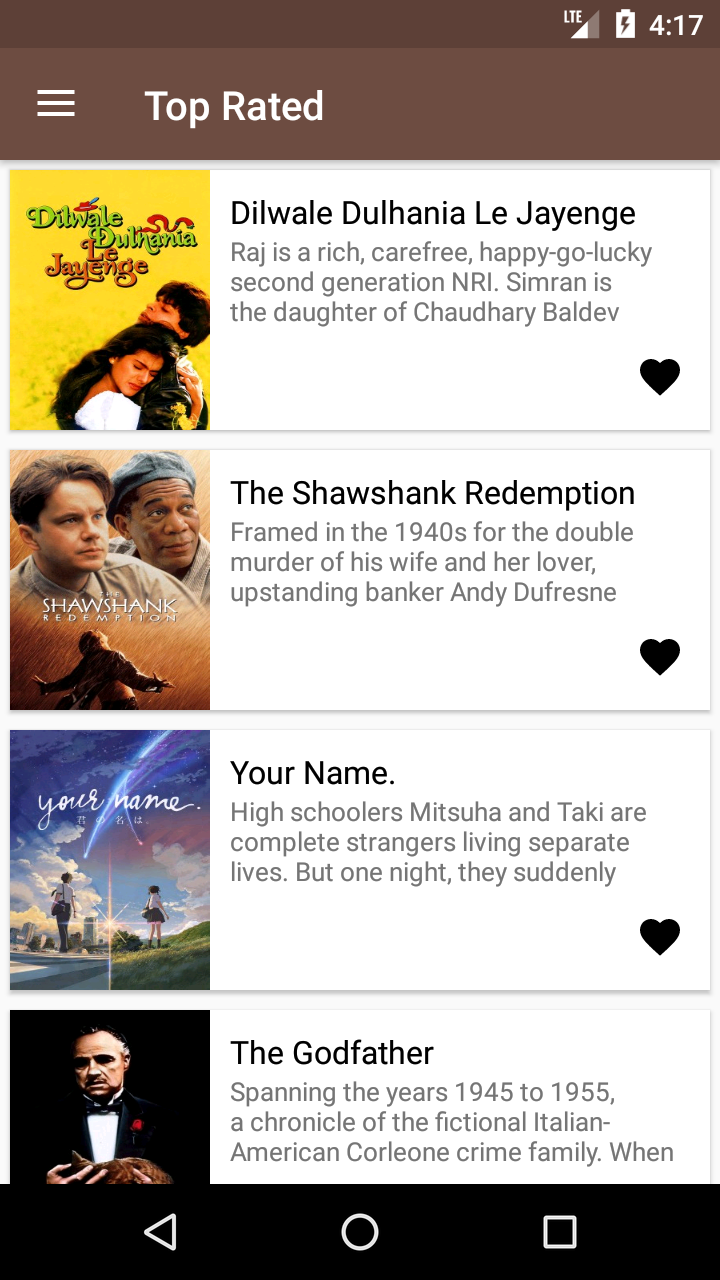 LTE 4:17
Top Rated
Dilwale
Dulhania
Le
Jayenge
Dilwale Dulhania Le Jayenge
Raj is a rich, carefree, happy-go-lucky
second generation NRI. Simran is
the daughter of Chaudhary Baldev
THE
SHAWSHANK
REDEMPTION
The Shawshank Redemption
Framed in the 1940s for the double
murder of his wife and her lover,
upstanding banker Andy Dufresne
your name.
君の名は。
Your Name.
High schoolers Mitsuha and Taki are
complete strangers living separate
lives. But one night, they suddenly
The Godfather
Spanning the years 1945 to 1955,
a chronicle of the fictional Italian-
American Corleone crime family. When